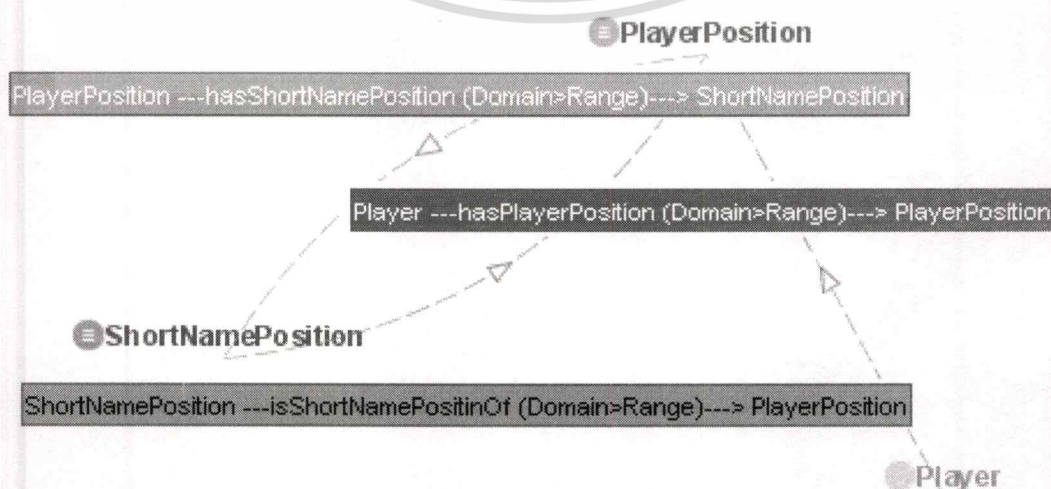 PlayerPosition
PlayerPosition ---hasShortNamePosition (Domain>Range)---> ShortNamePosition
Player ---hasPlayerPosition (Domain>Range)---> PlayerPosition
ShortNamePosition
ShortNamePosition ---isShortNamePositinOf (Domain>Range)---> PlayerPosition
Player